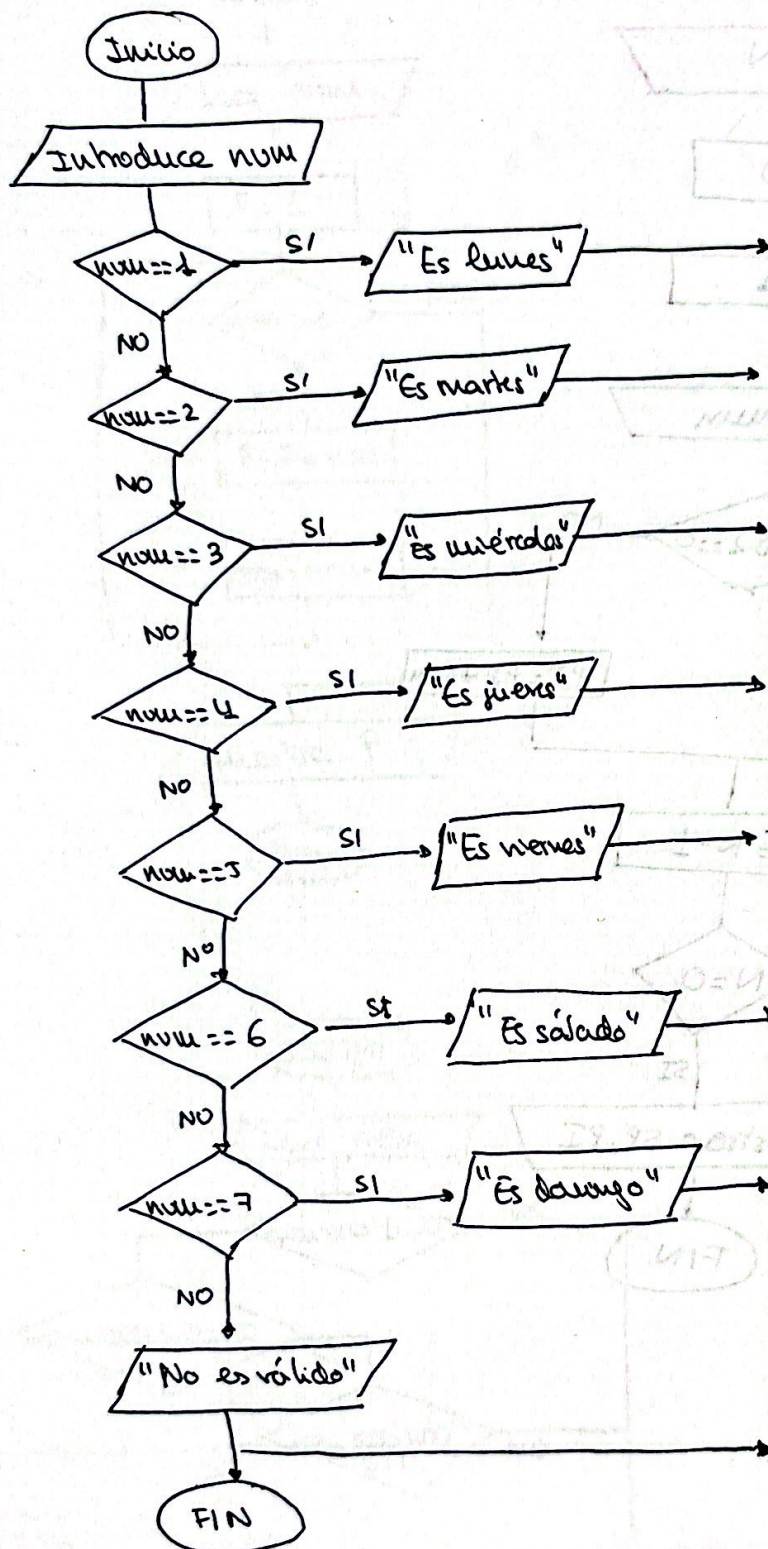 Inicio
Introduce num
num==1
SI
"Es lunes"
NO
num==2
SI
"Es martes"
NO
num==3
SI
"Es miércoles"
NO
num==4
SI
"Es jueves"
NO
num==5
SI
"Es viernes"
NO
num==6
SI
"Es sábado"
NO
num==7
SI
"Es domingo"
NO
"No es válido"
FIN